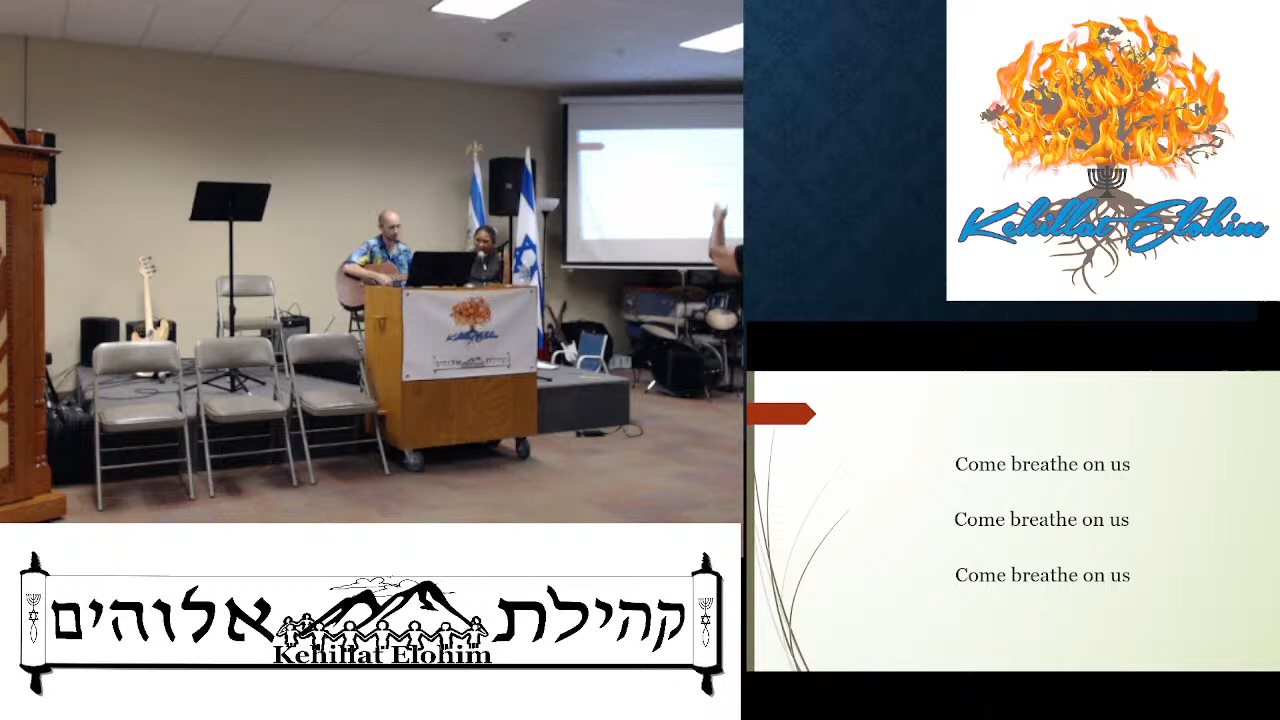 Kehillat Elohim
Come breathe on us
Come breathe on us
Come breathe on us
קהילת אלוהים
Kehillat Elohim